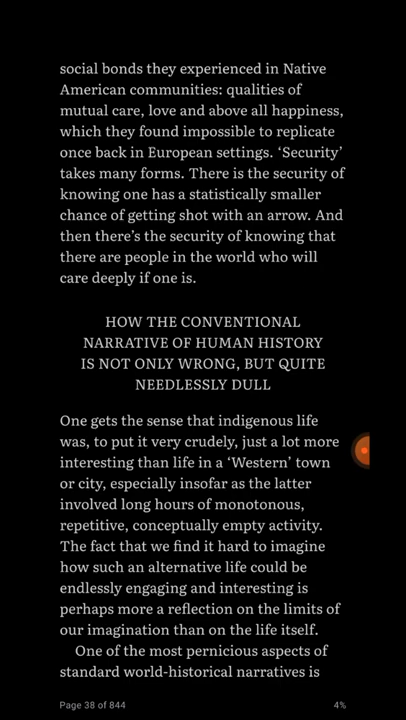 social bonds they experienced in Native
American communities: qualities of
mutual care, love and above all happiness,
which they found impossible to replicate
once back in European settings. ‘Security’
takes many forms. There is the security of
knowing one has a statistically smaller
chance of getting shot with an arrow. And
then there’s the security of knowing that
there are people in the world who will
care deeply if one is.
HOW THE CONVENTIONAL
NARRATIVE OF HUMAN HISTORY
IS NOT ONLY WRONG, BUT QUITE
NEEDLESSLY DULL
One gets the sense that indigenous life
was, to put it very crudely, just a lot more
interesting than life in a ‘Western’ town
or city, especially insofar as the latter
involved long hours of monotonous,
repetitive, conceptually empty activity.
The fact that we find it hard to imagine
how such an alternative life could be
endlessly engaging and interesting is
perhaps more a reflection on the limits of
our imagination than on the life itself.
One of the most pernicious aspects of
standard world-historical narratives is
Page 38 of 844 4%